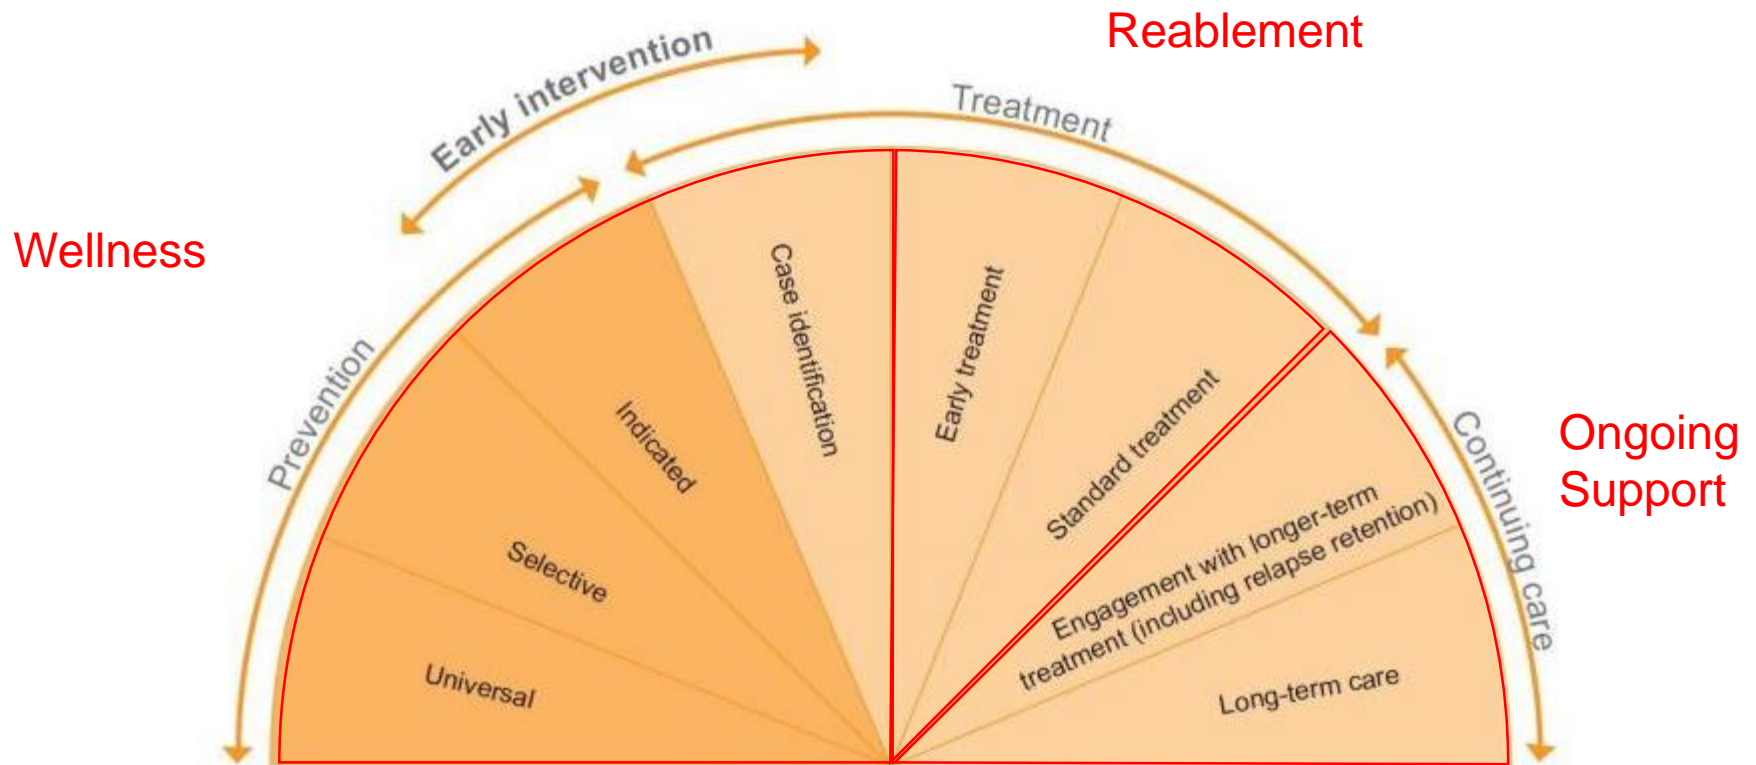 Reablement
Early intervention
Treatment
Wellness
Prevention
Case identification
Early treatment
Indicated
Standard treatment
Continuing care
Ongoing
Support
Selective
Engagement with longer-term
treatment (including relapse retention)
Universal
Long-term care